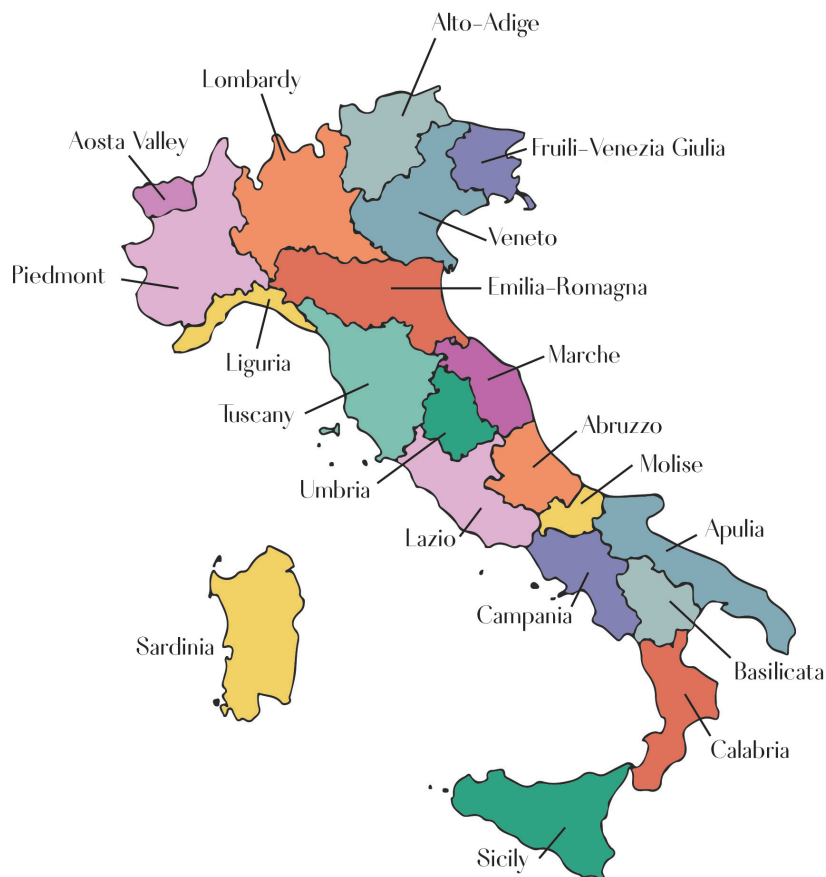 Alto-Adige
Lombardy
Aosta Valley
Fruili-Venezia Giulia
Veneto
Piedmont
Emilia-Romagna
Liguria
Marche
Tuscany
Abruzzo
Molise
Umbria
Apulia
Lazio
Campania
Sardinia
Basilicata
Calabria
Sicily